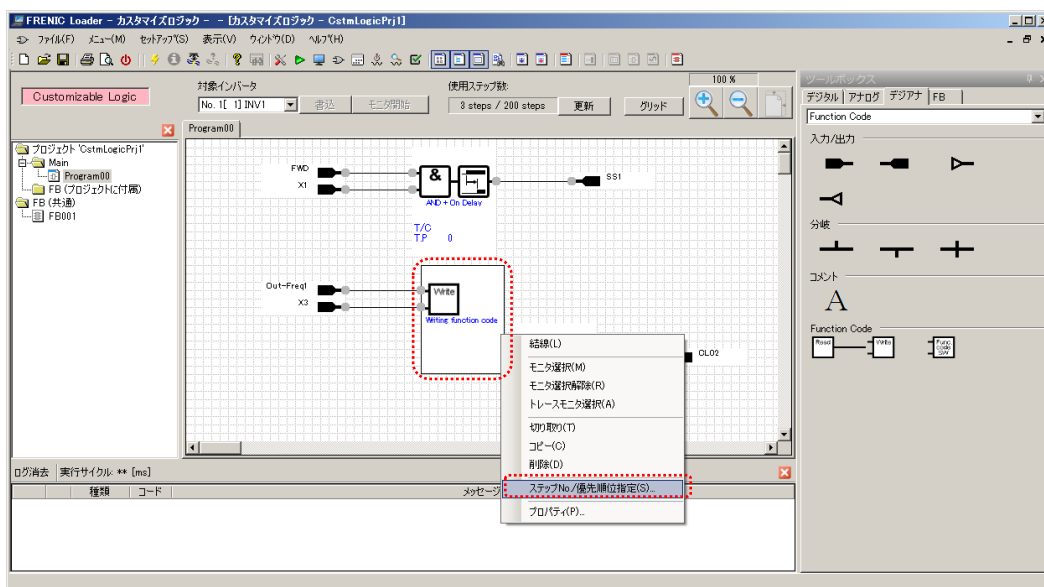 FRENIC Loader - カスタマイズロジック - - [カスタマイズロジック - CstmLogicPrj1]
ファイル(F) メニュー(M) セットアップ(S) 表示(V) ウィンドウ(D) ヘルプ(H)
Customizable Logic
対象インバータ
No. 1[ 1] INV1
書込
モニタ開始
使用ステップ数:
3 steps / 200 steps
更新
グリッド
100 %
プロジェクト 'CstmLogicPrj1'
Main
Program00
FB (プロジェクトに付属)
FB (共通)
FB001
Program00
FWD
X1
&
SS1
AND + On Delay
T/C
T.P 0
Out-Freq1
X3
Write
Writing function code
OL02
結線(L)
モニタ選択(M)
モニタ選択解除(R)
トレースモニタ選択(A)
切り取り(T)
コピー(C)
削除(D)
ステップNo./優先順位指定(S)...
プロパティ(P)...
ツールボックス
デジタル アナログ デジアナ FB
Function Code
入力/出力
分岐
コメント
A
Function Code
Read
Write
Func. code SW
ログ消去 実行サイクル: ** [ms]
種類 コード メッセージ